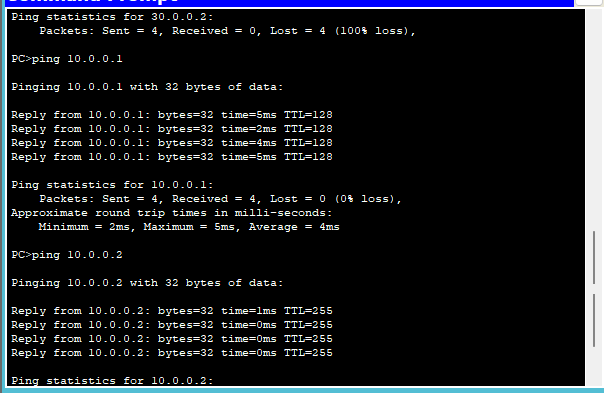 Ping statistics for 30.0.0.2:
Packets: Sent = 4, Received = 0, Lost = 4 (100% loss),
PC>ping 10.0.0.1
Pinging 10.0.0.1 with 32 bytes of data:
Reply from 10.0.0.1: bytes=32 time=5ms TTL=128
Reply from 10.0.0.1: bytes=32 time=2ms TTL=128
Reply from 10.0.0.1: bytes=32 time=4ms TTL=128
Reply from 10.0.0.1: bytes=32 time=5ms TTL=128
Ping statistics for 10.0.0.1:
Packets: Sent = 4, Received = 4, Lost = 0 (0% loss),
Approximate round trip times in milli-seconds:
Minimum = 2ms, Maximum = 5ms, Average = 4ms
PC>ping 10.0.0.2
Pinging 10.0.0.2 with 32 bytes of data:
Reply from 10.0.0.2: bytes=32 time=1ms TTL=255
Reply from 10.0.0.2: bytes=32 time=0ms TTL=255
Reply from 10.0.0.2: bytes=32 time=0ms TTL=255
Reply from 10.0.0.2: bytes=32 time=0ms TTL=255
Ping statistics for 10.0.0.2: